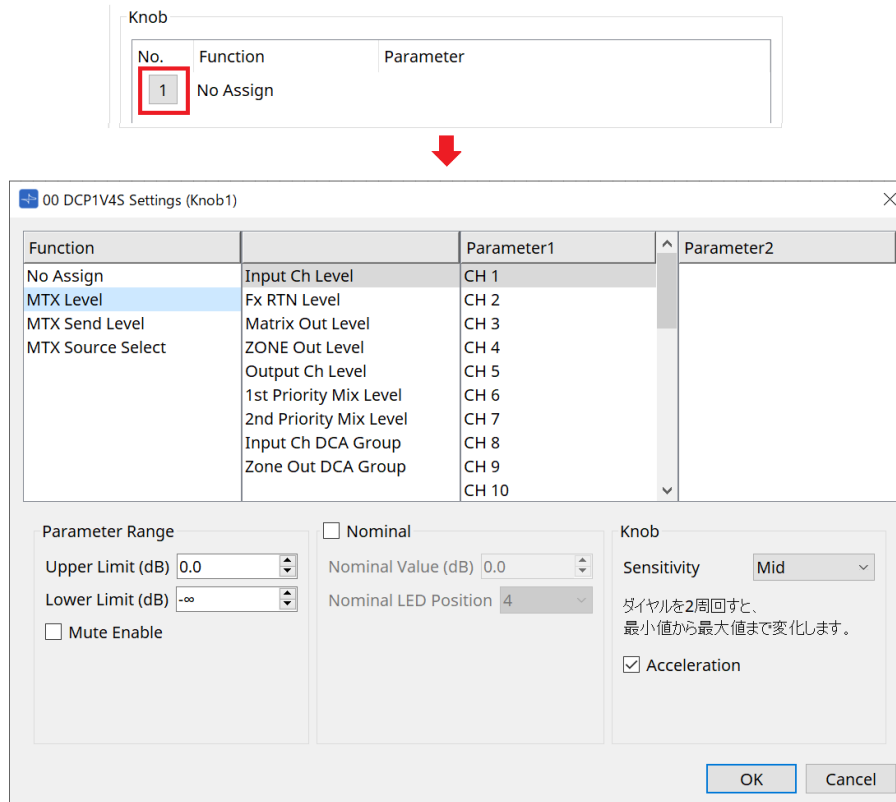 Knob
No. Function Parameter
1 No Assign
00 DCP1V4S Settings (Knob1)
Function Parameter1 Parameter2
No Assign Input Ch Level CH 1
MTX Level Fx RTN Level CH 2
MTX Send Level Matrix Out Level CH 3
MTX Source Select ZONE Out Level CH 4
Output Ch Level CH 5
1st Priority Mix Level CH 6
2nd Priority Mix Level CH 7
Input Ch DCA Group CH 8
Zone Out DCA Group CH 9
CH 10
Parameter Range Nominal Knob
Upper Limit (dB) 0.0 Nominal Value (dB) 0.0 Sensitivity Mid
Lower Limit (dB) -∞ Nominal LED Position 4 ダイヤルを2周回すと、
Mute Enable 最小値から最大値まで変化します。
Acceleration
OK Cancel